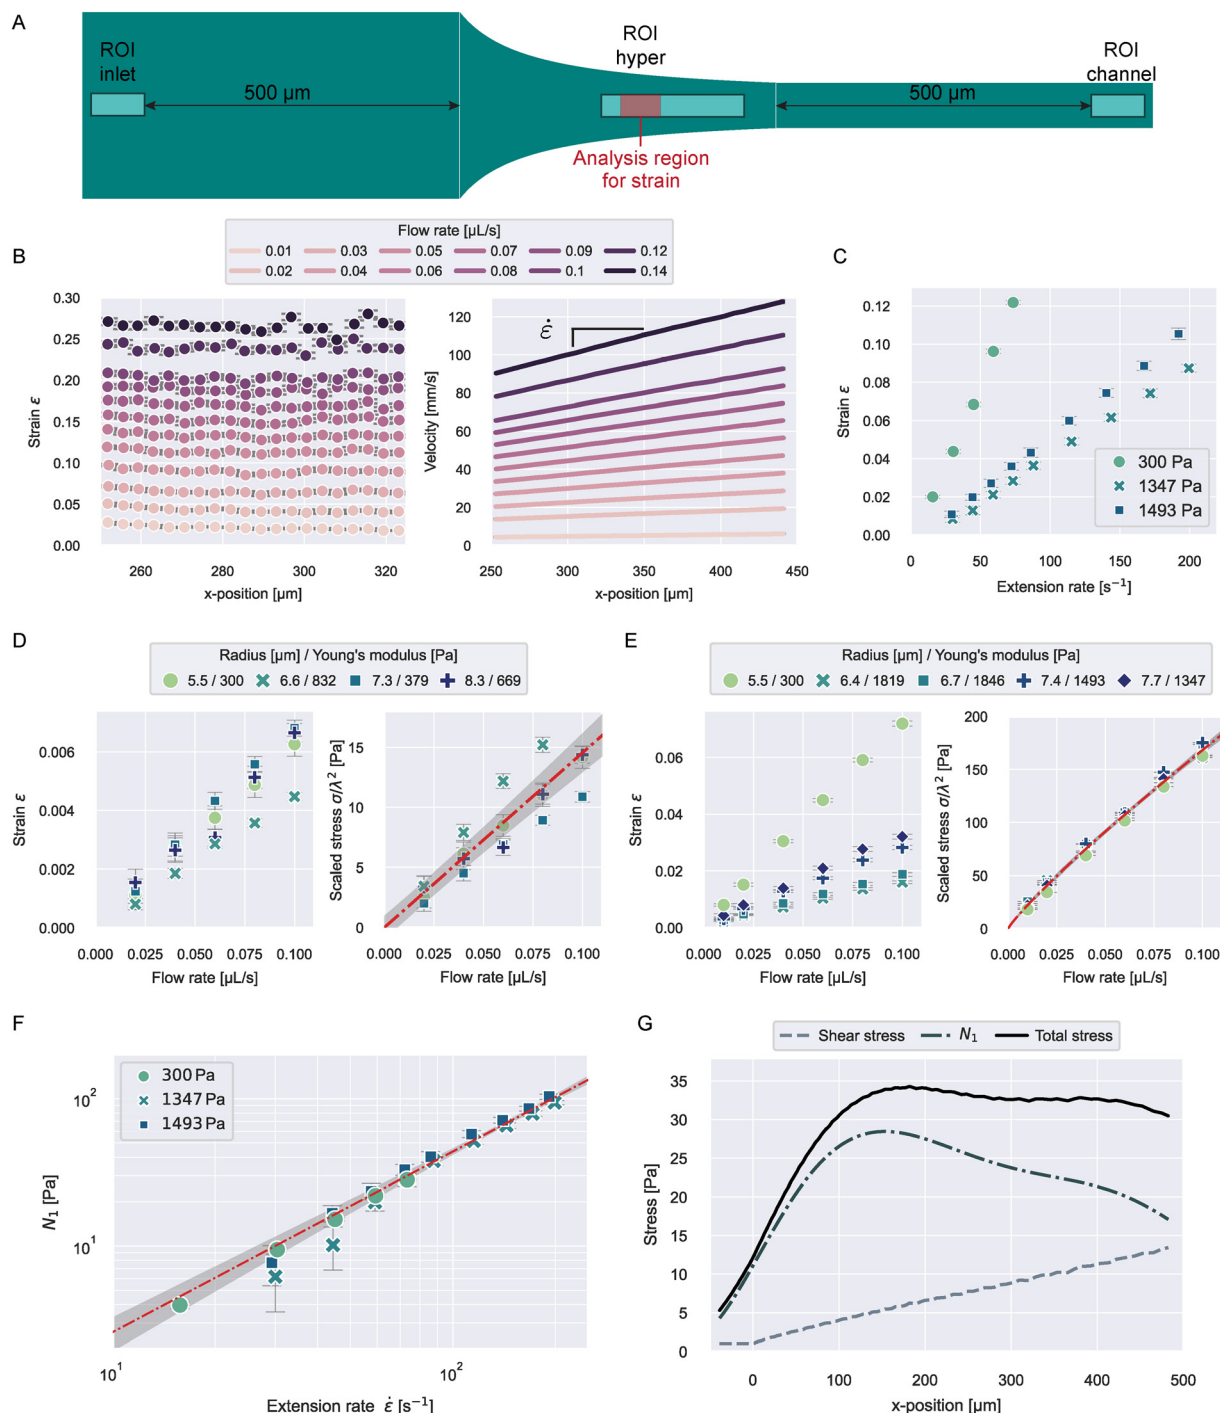 A
ROI
inlet
500 µm
ROI
hyper
Analysis region
for strain
500 µm
ROI
channel
Flow rate [µL/s]
0.01 0.03 0.05 0.07 0.09 0.12
0.02 0.04 0.06 0.08 0.1 0.14
B
Strain ε
0.30
0.25
0.20
0.15
0.10
0.05
0.00
260 280 300 320
x-position [µm]
Velocity [mm/s]
120
100
80
60
40
20
0
ε̇
250 300 350 400 450
x-position [µm]
C
Strain ε
0.12
0.10
0.08
0.06
0.04
0.02
0.00
300 Pa
1347 Pa
1493 Pa
0 50 100 150 200
Extension rate [s⁻¹]
D
Radius [µm] / Young's modulus [Pa]
5.5 / 300 6.6 / 832 7.3 / 379 8.3 / 669
Strain ε
0.006
0.004
0.002
0.000
0.000 0.025 0.050 0.075 0.100
Flow rate [µL/s]
Scaled stress σ/λ² [Pa]
15
10
5
0
0.000 0.025 0.050 0.075 0.100
Flow rate [µL/s]
E
Radius [µm] / Young's modulus [Pa]
5.5 / 300 6.4 / 1819 6.7 / 1846 7.4 / 1493 7.7 / 1347
Strain ε
0.06
0.04
0.02
0.00
0.000 0.025 0.050 0.075 0.100
Flow rate [µL/s]
Scaled stress σ/λ² [Pa]
200
150
100
50
0
0.000 0.025 0.050 0.075 0.100
Flow rate [µL/s]
F
300 Pa
1347 Pa
1493 Pa
N₁ [Pa]
10²
10¹
10¹ 10²
Extension rate ε̇ [s⁻¹]
G
Shear stress N₁ Total stress
Stress [Pa]
35
30
25
20
15
10
5
0
0 100 200 300 400 500
x-position [µm]